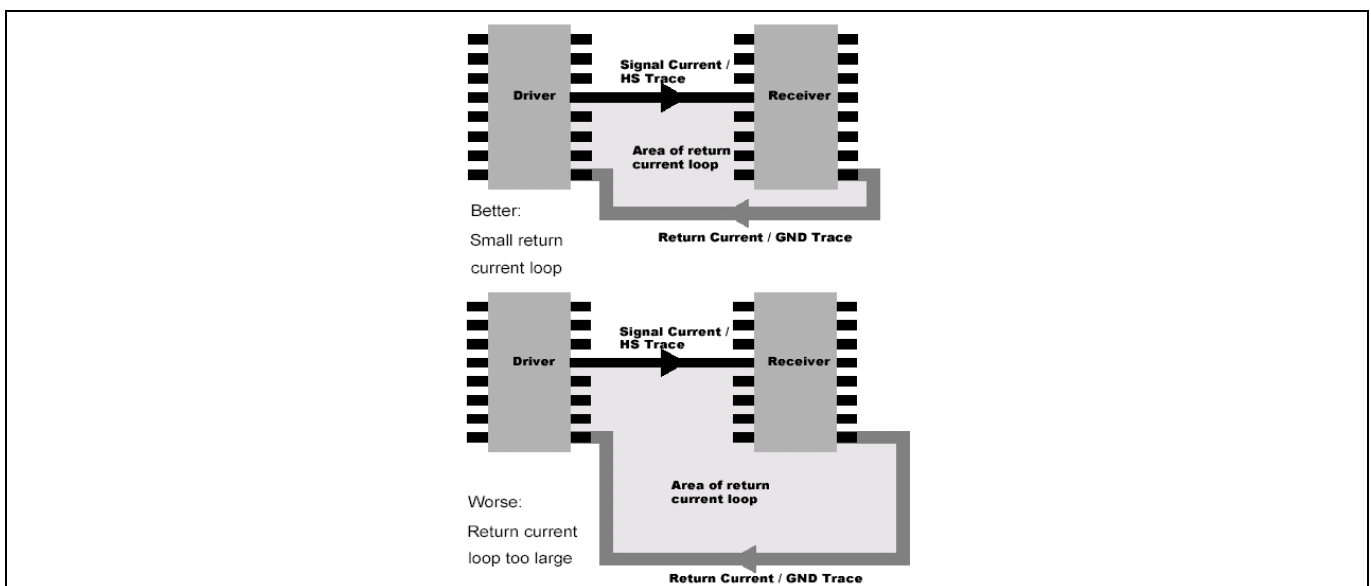 Signal Current /
HS Trace
Driver
Receiver
Area of return
current loop
Better:
Small return
current loop
Return Current / GND Trace
Signal Current /
HS Trace
Driver
Receiver
Area of return
current loop
Worse:
Return current
loop too large
Return Current / GND Trace